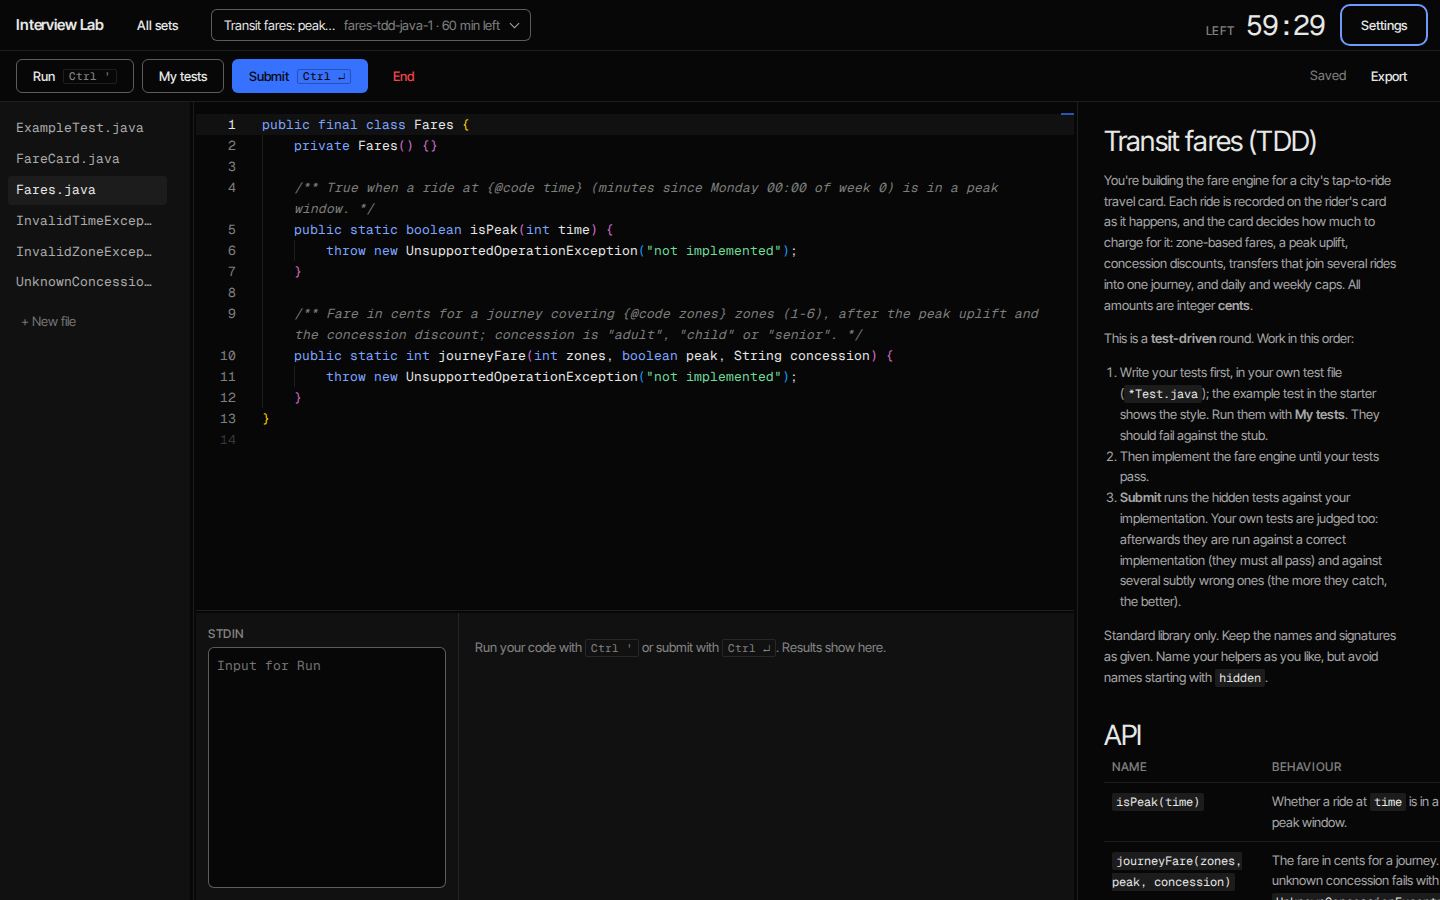 Interview Lab
All sets
Transit fares: peak... fares-tdd-java-1 · 60 min left
LEFT 59:29
Settings
Run Ctrl '
My tests
Submit Ctrl ↵
End
Saved
Export
ExampleTest.java
FareCard.java
Fares.java
InvalidTimeExcep…
InvalidZoneExcep…
UnknownConcessio…
+ New file
1 public final class Fares {
2 private Fares() {}
3
4 /** True when a ride at {@code time} (minutes since Monday 00:00 of week 0) is in a peak
window. */
5 public static boolean isPeak(int time) {
6 throw new UnsupportedOperationException("not implemented");
7 }
8
9 /** Fare in cents for a journey covering {@code zones} zones (1-6), after the peak uplift and
the concession discount; concession is "adult", "child" or "senior". */
10 public static int journeyFare(int zones, boolean peak, String concession) {
11 throw new UnsupportedOperationException("not implemented");
12 }
13 }
14
STDIN
Input for Run
Run your code with Ctrl ' or submit with Ctrl ↵. Results show here.
Transit fares (TDD)
You're building the fare engine for a city's tap-to-ride
travel card. Each ride is recorded on the rider's card
as it happens, and the card decides how much to
charge for it: zone-based fares, a peak uplift,
concession discounts, transfers that join several rides
into one journey, and daily and weekly caps. All
amounts are integer cents.
This is a test-driven round. Work in this order:
1. Write your tests first, in your own test file
(*Test.java); the example test in the starter
shows the style. Run them with My tests. They
should fail against the stub.
2. Then implement the fare engine until your tests
pass.
3. Submit runs the hidden tests against your
implementation. Your own tests are judged too:
afterwards they are run against a correct
implementation (they must all pass) and against
several subtly wrong ones (the more they catch,
the better).
Standard library only. Keep the names and signatures
as given. Name your helpers as you like, but avoid
names starting with hidden.
API
NAME BEHAVIOUR
isPeak(time) Whether a ride at time is in a
peak window.
journeyFare(zones, The fare in cents for a journey.
peak, concession) unknown concession fails with